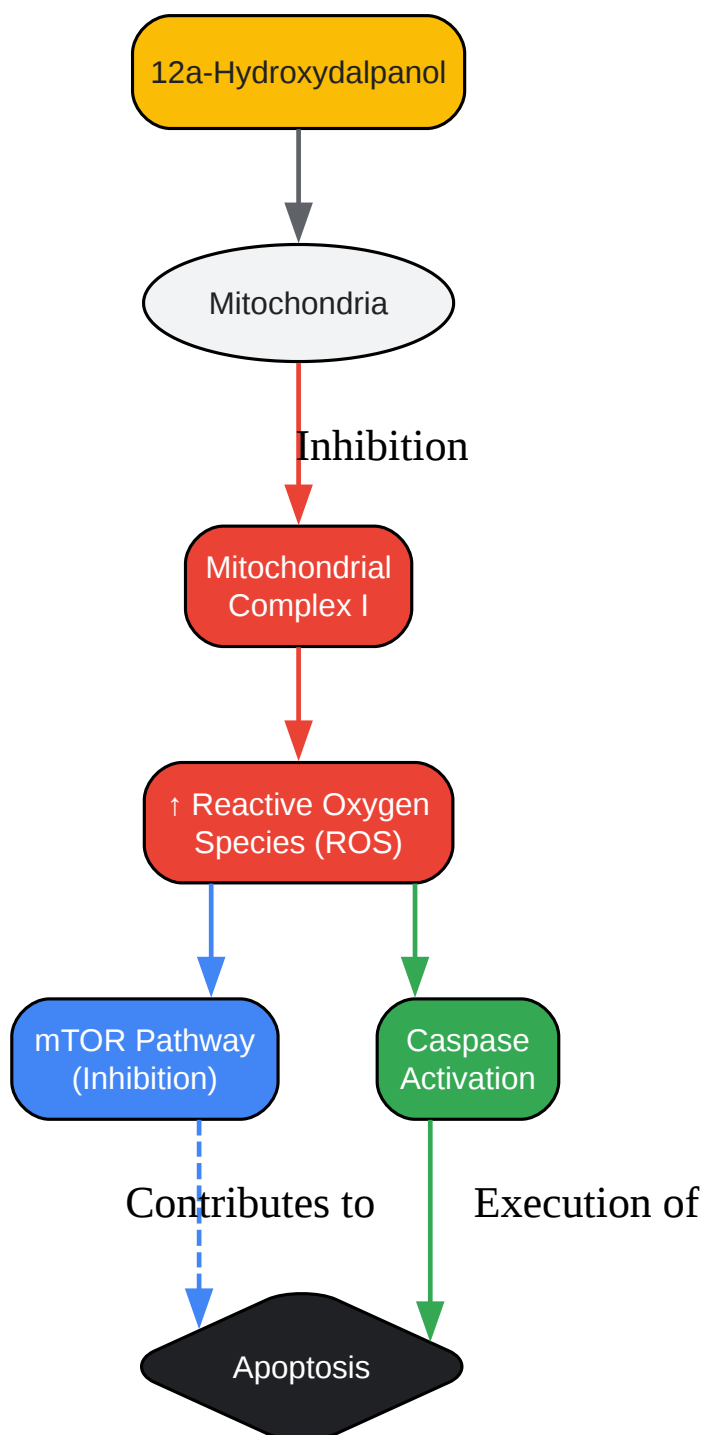 12a-Hydroxydalpanol
Mitochondria
Inhibition
Mitochondrial
Complex I
↑ Reactive Oxygen
Species (ROS)
mTOR Pathway
(Inhibition)
Caspase
Activation
Contributes to
Execution of
Apoptosis